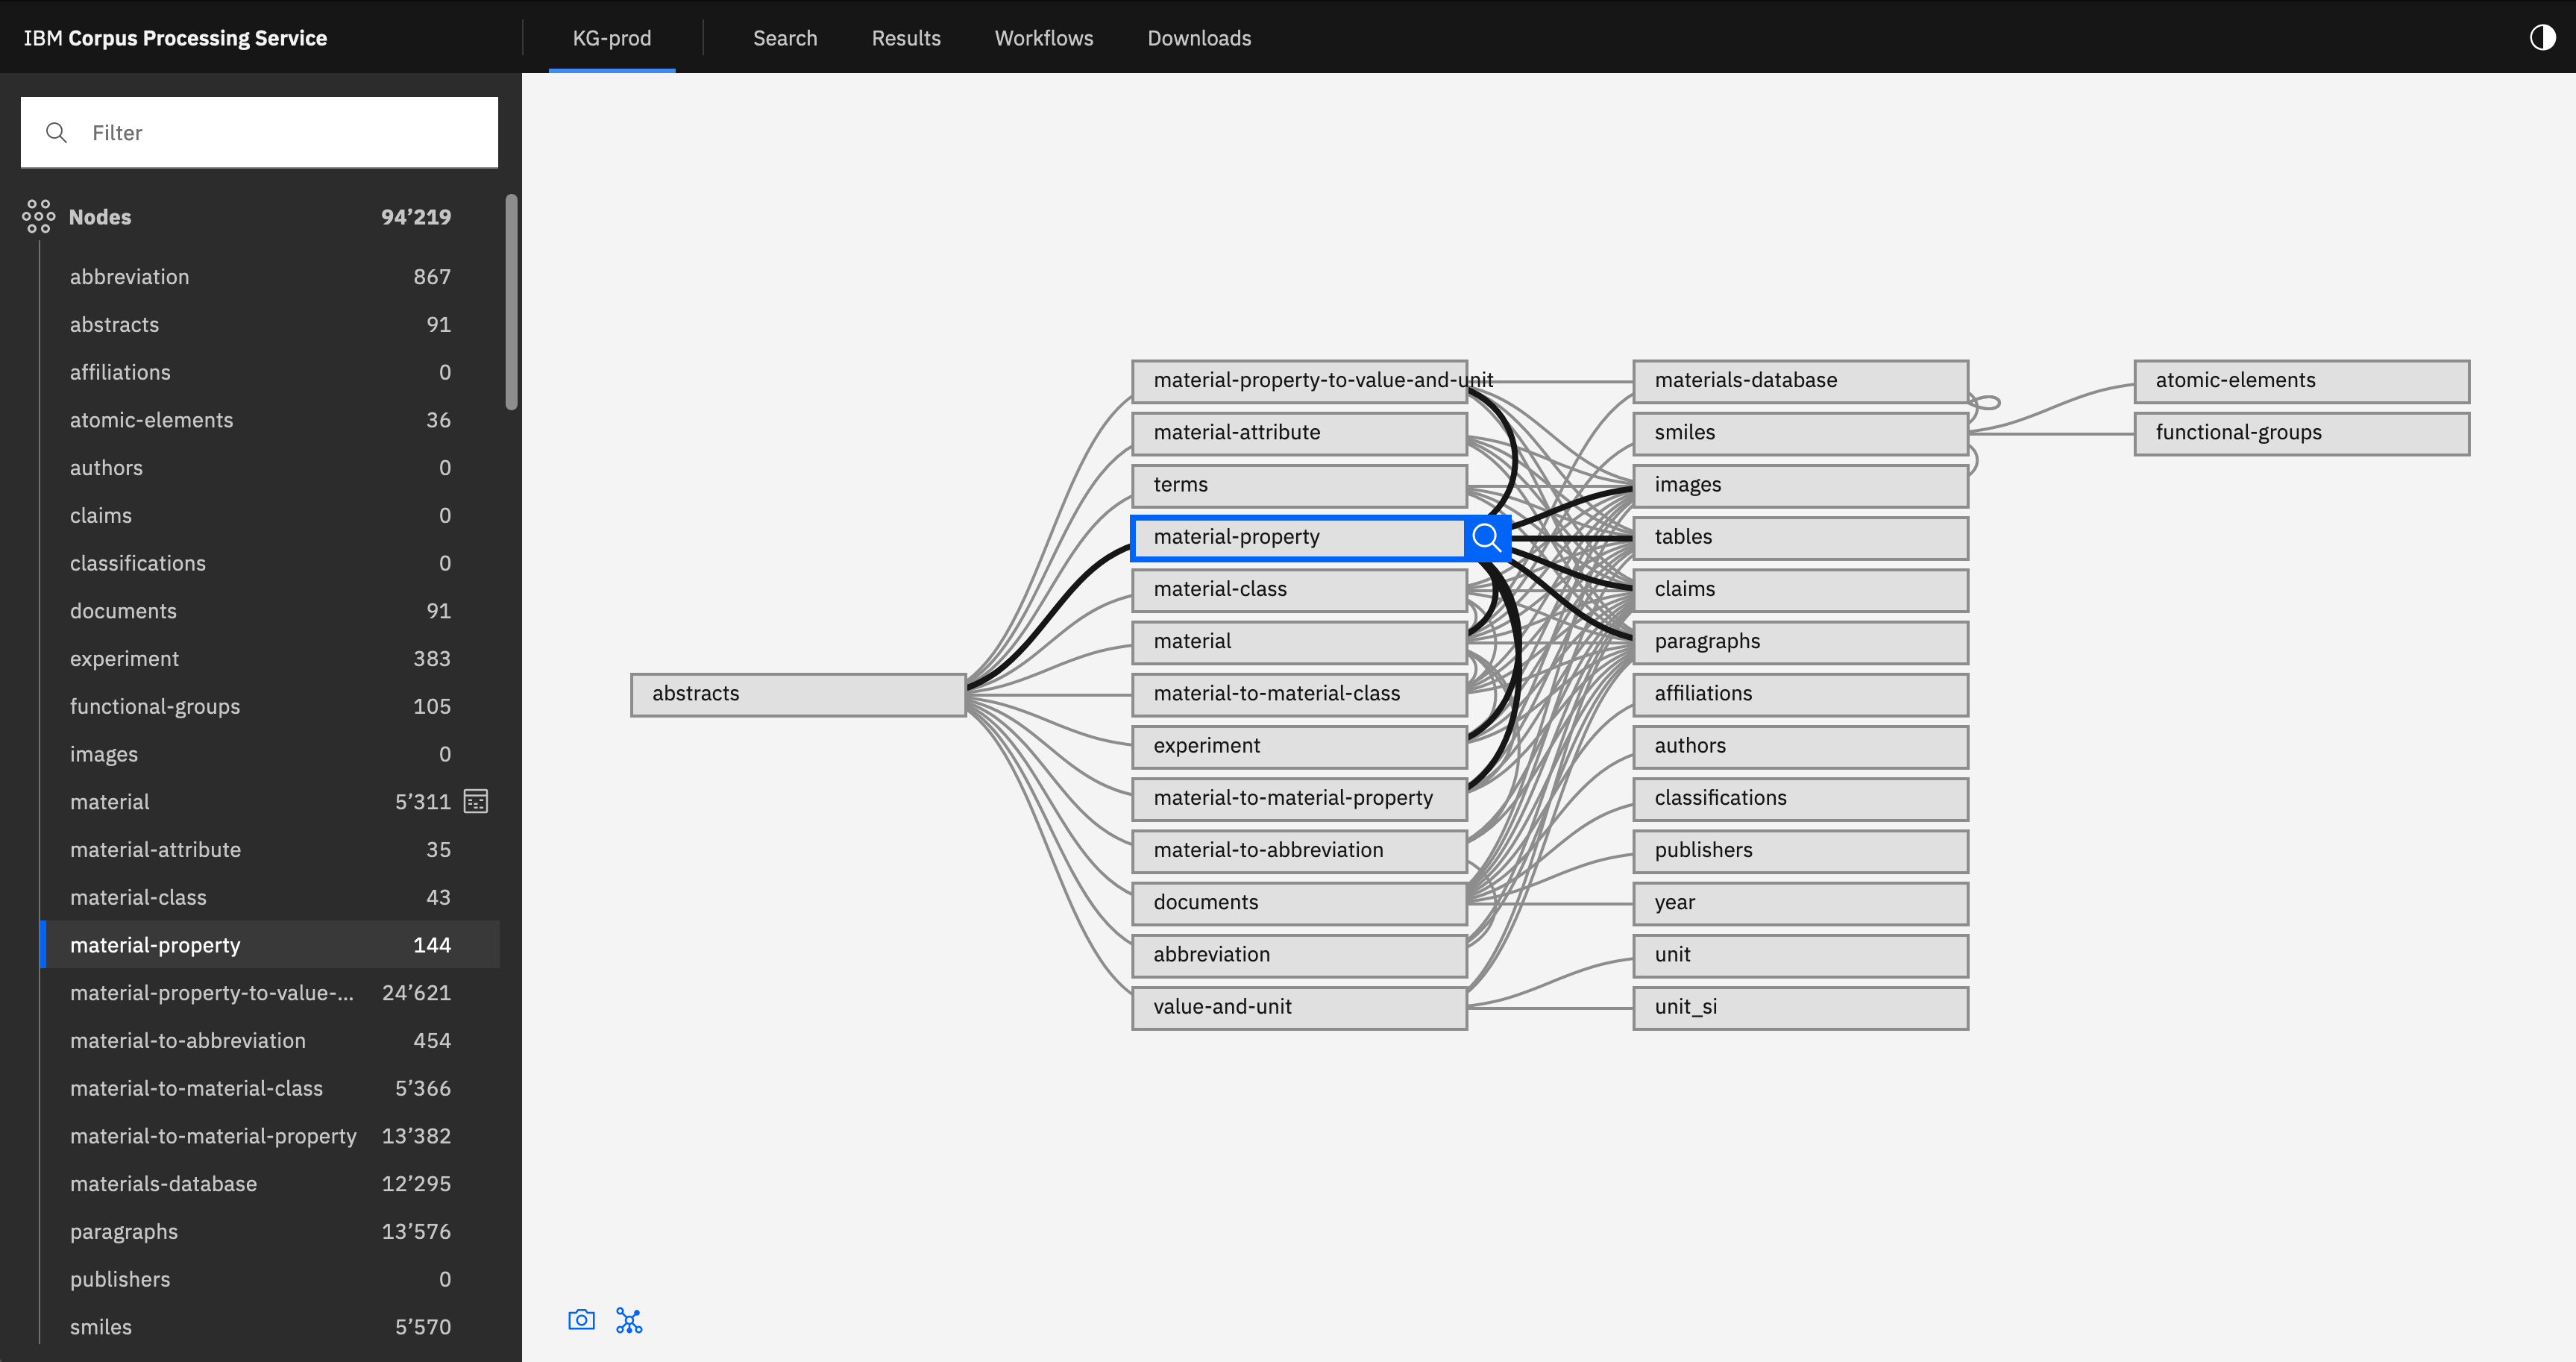 IBM Corpus Processing Service
KG-prod
Search
Results
Workflows
Downloads
Filter
Nodes 94’219
abbreviation 867
abstracts 91
affiliations 0
atomic-elements 36
authors 0
claims 0
classifications 0
documents 91
experiment 383
functional-groups 105
images 0
material 5’311
material-attribute 35
material-class 43
material-property 144
material-property-to-value-... 24’621
material-to-abbreviation 454
material-to-material-class 5’366
material-to-material-property 13’382
materials-database 12’295
paragraphs 13’576
publishers 0
smiles 5’570
abstracts
material-property-to-value-and-unit
material-attribute
terms
material-property
material-class
material
material-to-material-class
experiment
material-to-material-property
material-to-abbreviation
documents
abbreviation
value-and-unit
materials-database
smiles
images
tables
claims
paragraphs
affiliations
authors
classifications
publishers
year
unit
unit_si
atomic-elements
functional-groups